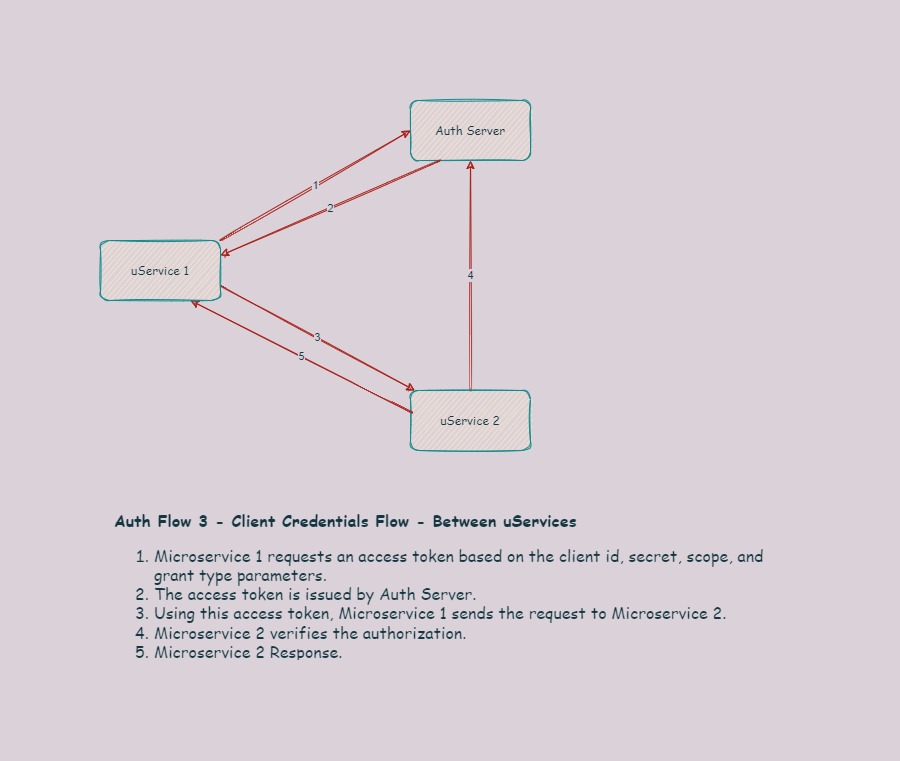 Auth Server
1
2
uService 1
4
3
5
uService 2
Auth Flow 3 - Client Credentials Flow - Between uServices
1. Microservice 1 requests an access token based on the client id, secret, scope, and
grant type parameters.
2. The access token is issued by Auth Server.
3. Using this access token, Microservice 1 sends the request to Microservice 2.
4. Microservice 2 verifies the authorization.
5. Microservice 2 Response.